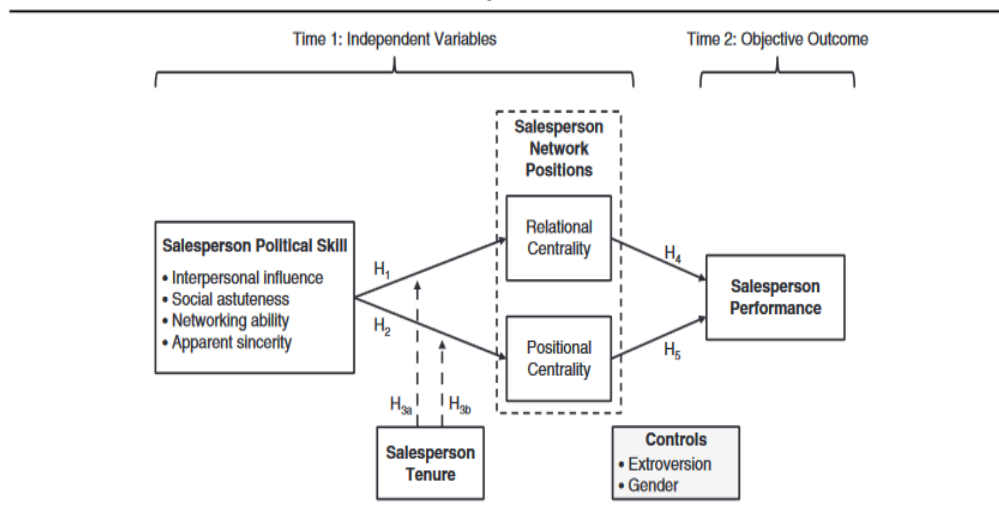 Time 1: Independent Variables
Time 2: Objective Outcome
Salesperson
Network
Positions
Relational
Centrality
Salesperson Political Skill
• Interpersonal influence
• Social astuteness
• Networking ability
• Apparent sincerity
H1
H2
H4
Salesperson
Performance
Positional
Centrality
H5
H3a
H3b
Salesperson
Tenure
Controls
• Extroversion
• Gender